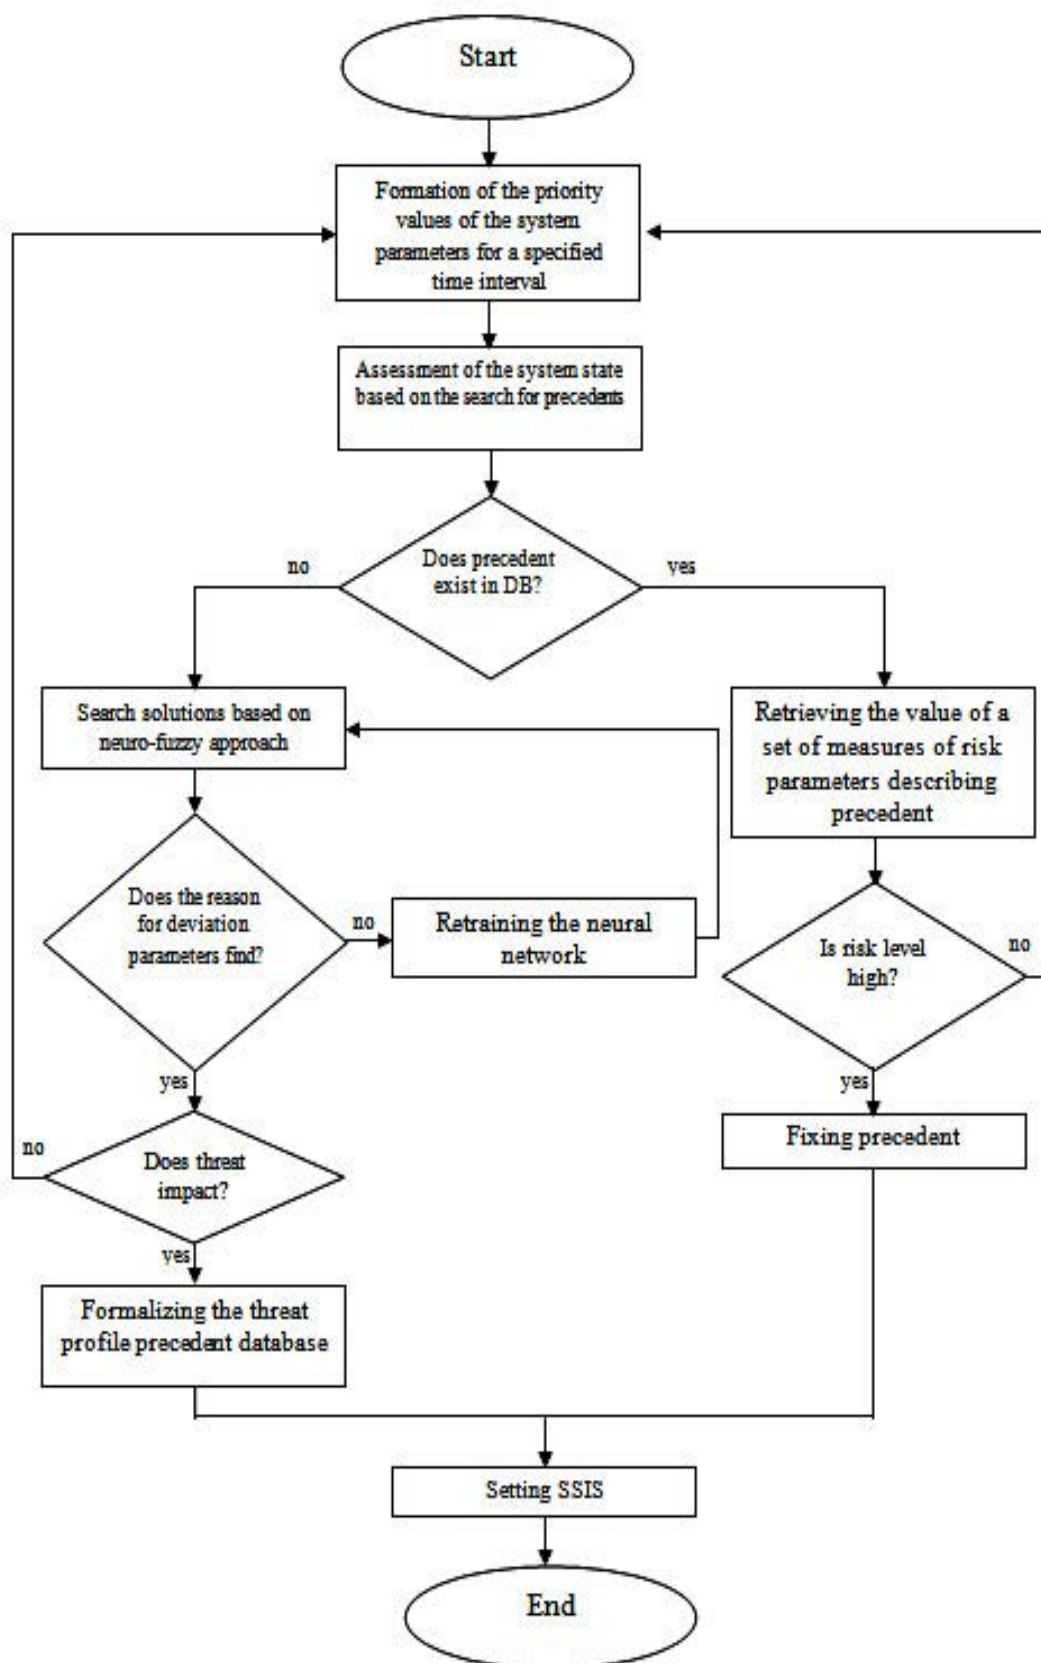 Start
Formation of the priority
values of the system
parameters for a specified
time interval
Assessment of the system state
based on the search for precedents
Does precedent
exist in DB?
no
yes
Search solutions based on
neuro-fuzzy approach
Retrieving the value of a
set of measures of risk
parameters describing
precedent
Does the reason
for deviation
parameters find?
no
Retraining the neural
network
Is risk level
high?
no
yes
yes
Fixing precedent
no
Does threat
impact?
yes
Formalizing the threat
profile precedent database
Setting SSIS
End